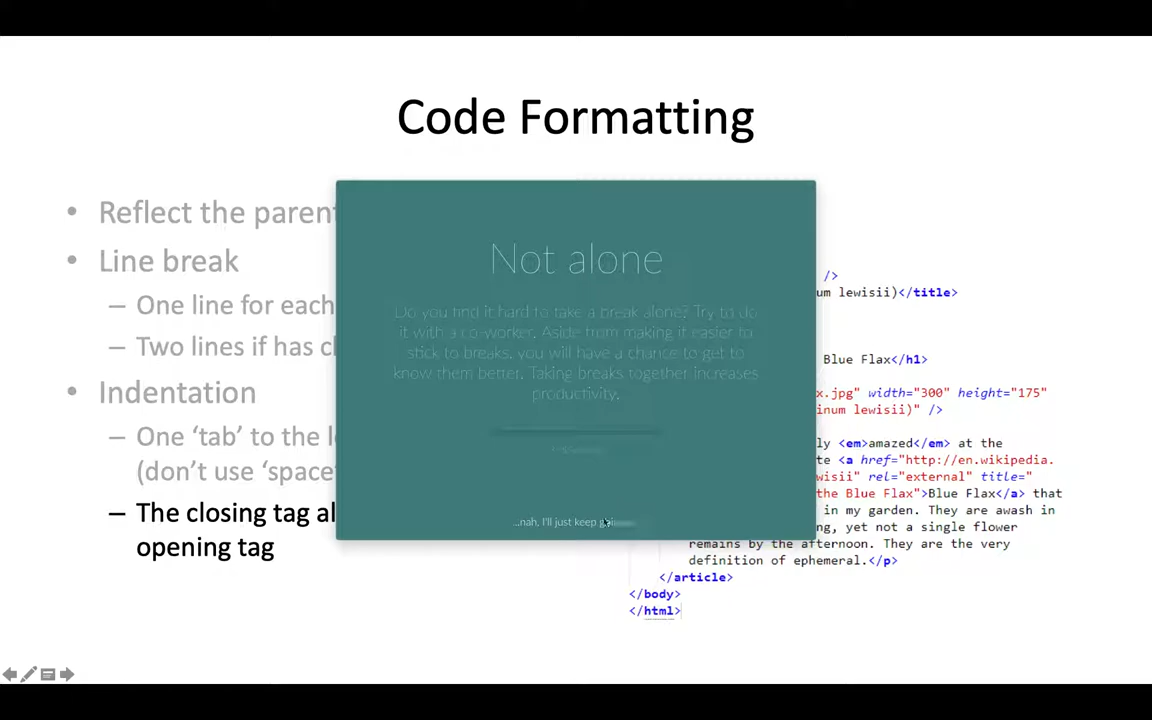 Code Formatting
• Reflect the parent
• Line break
– One line for each
– Two lines if has
• Indentation
– One ‘tab’ to the
(don’t use ‘space
– The closing tag
opening tag
Not alone
Do you find it hard to take a break alone? Try to do
it with a co-worker. Aside from making it easier to
stick to breaks, you will have a chance to get to
know them better. Taking breaks together increases
productivity.
...nah, I'll just keep
/>
um lewisii)</title>
Blue Flax</h1>
x.jpg" width="300" height="175"
inum lewisii)" />
ly <em>amazed</em> at the
te <a href="http://en.wikipedia.
wisii" rel="external" title="
the Blue Flax">Blue Flax</a> that
in my garden. They are awash in
ng, yet not a single flower
remains by the afternoon. They are the very
definition of ephemeral.</p>
</article>
</body>
</html>